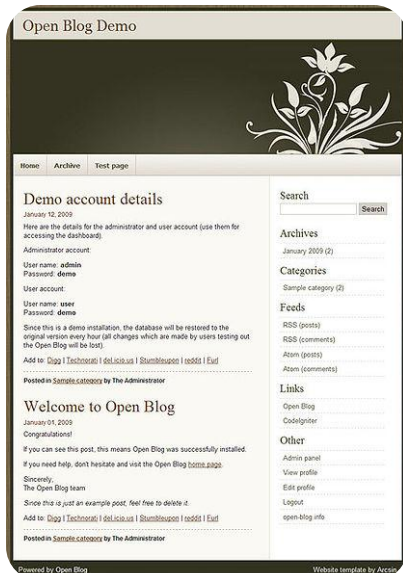 Open Blog Demo
Home Archive Test page
Demo account details
January 12, 2009
Here are the details for the administrator and user account (use them for
accessing the dashboard).
Administrator account:
User name: admin
Password: demo
User account:
User name: user
Password: demo
Since this is a demo installation, the database will be restored to the
original version every hour (all changes which are made by users testing out
the Open Blog will be lost).
Add to: Digg | Technorati | del.icio.us | Stumbleupon | reddit | Furl
Posted in Sample category by The Administrator
Welcome to Open Blog
January 01, 2009
Congratulations!
If you can see this post, this means Open Blog was successfully installed.
If you need help, don't hesitate and visit the Open Blog home page.
Sincerely,
The Open Blog team
Since this is just an example post, feel free to delete it.
Add to: Digg | Technorati | del.icio.us | Stumbleupon | reddit | Furl
Posted in Sample category by The Administrator
Search
Search
Archives
January 2009 (2)
Categories
Sample category (2)
Feeds
RSS (posts)
RSS (comments)
Atom (posts)
Atom (comments)
Links
Open Blog
CodeIgniter
Other
Admin panel
View profile
Edit profile
Logout
open-blog info
Powered by Open Blog
Website template by Arcsin